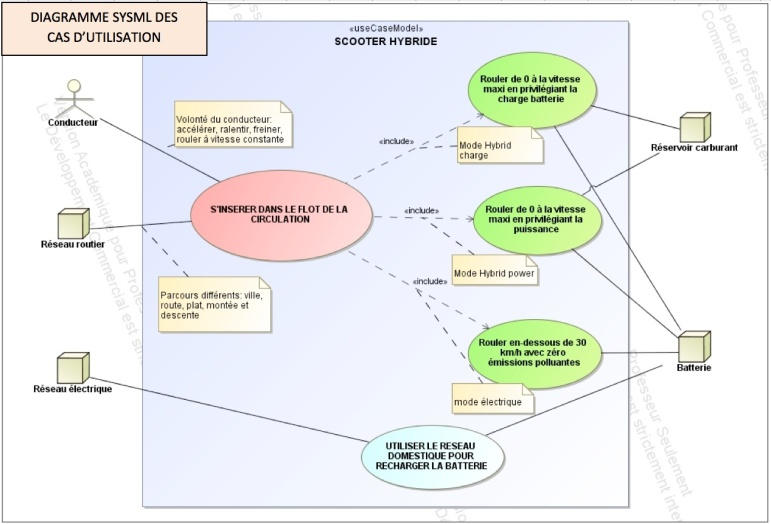 DIAGRAMME SYSML DES
CAS D'UTILISATION
«useCaseModel»
SCOOTER HYBRIDE
Conducteur
Volonté du conducteur:
accélérer, ralentir, freiner,
rouler à vitesse constante
Rouler de 0 à la vitesse
maxi en privilégiant la
charge batterie
«include»
Mode Hybrid
charge
Réservoir carburant
S'INSERER DANS LE FLOT DE LA
CIRCULATION
«include»
Rouler de 0 à la vitesse
maxi en privilégiant la
puissance
Réseau routier
Mode Hybrid power
Parcours différents: ville,
route, plat, montée et
descente
«include»
Rouler en-dessous de 30
km/h avec zéro
émissions polluantes
Batterie
Réseau électrique
mode électrique
UTILISER LE RESEAU
DOMESTIQUE POUR
RECHARGER LA BATTERIE